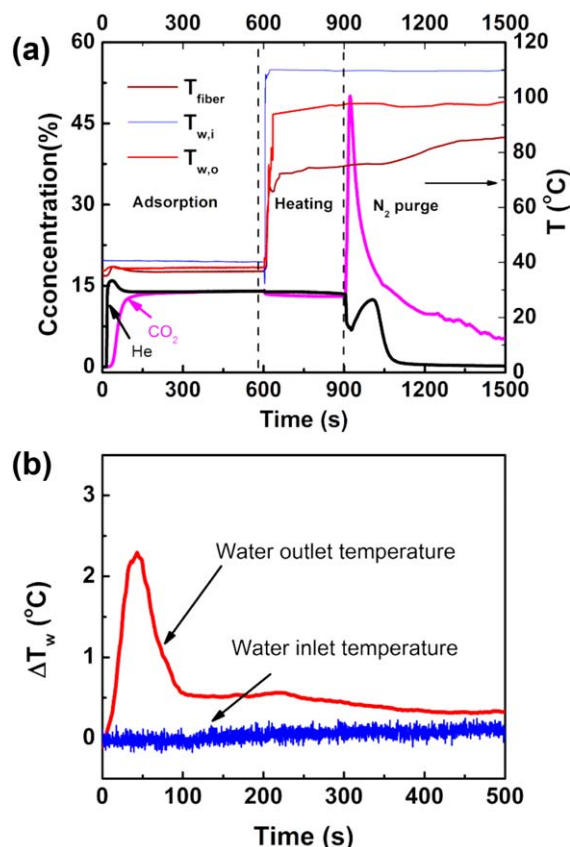 (a)
0 300 600 900 1200 1500
60
45
30
15
0
Cconcentration(%)
T_fiber
T_w,i
T_w,o
Adsorption
Heating
N₂ purge
CO₂
He
120
100
80
60
40
20
0
T (°C)
0 300 600 900 1200 1500
Time (s)
(b)
3
2
1
0
ΔT_w (°C)
Water outlet temperature
Water inlet temperature
0 100 200 300 400 500
Time (s)